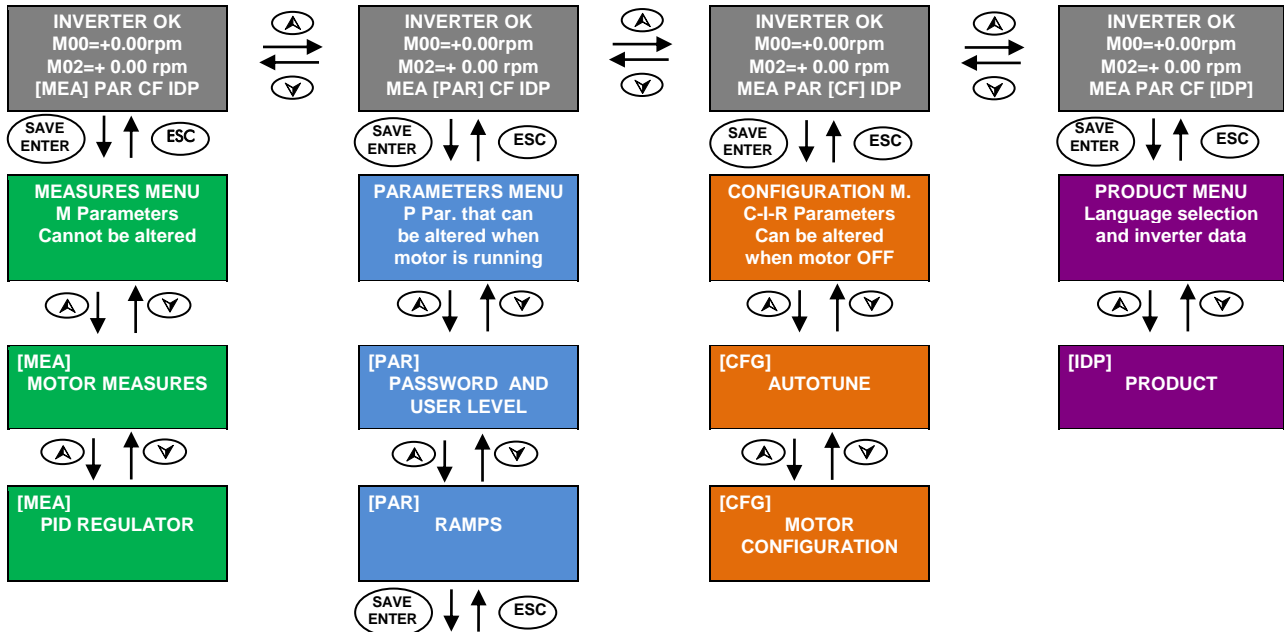 INVERTER OK
M00=+0.00rpm
M02=+ 0.00 rpm
[MEA] PAR CF IDP
INVERTER OK
M00=+0.00rpm
M02=+ 0.00 rpm
MEA [PAR] CF IDP
INVERTER OK
M00=+0.00rpm
M02=+ 0.00 rpm
MEA PAR [CF] IDP
INVERTER OK
M00=+0.00rpm
M02=+ 0.00 rpm
MEA PAR CF [IDP]
SAVE
ENTER
ESC
SAVE
ENTER
ESC
SAVE
ENTER
ESC
SAVE
ENTER
ESC
MEASURES MENU
M Parameters
Cannot be altered
PARAMETERS MENU
P Par. that can
be altered when
motor is running
CONFIGURATION M.
C-I-R Parameters
Can be altered
when motor OFF
PRODUCT MENU
Language selection
and inverter data
[MEA]
MOTOR MEASURES
[PAR]
PASSWORD AND
USER LEVEL
[CFG]
AUTOTUNE
[IDP]
PRODUCT
[MEA]
PID REGULATOR
[PAR]
RAMPS
[CFG]
MOTOR
CONFIGURATION
SAVE
ENTER
ESC